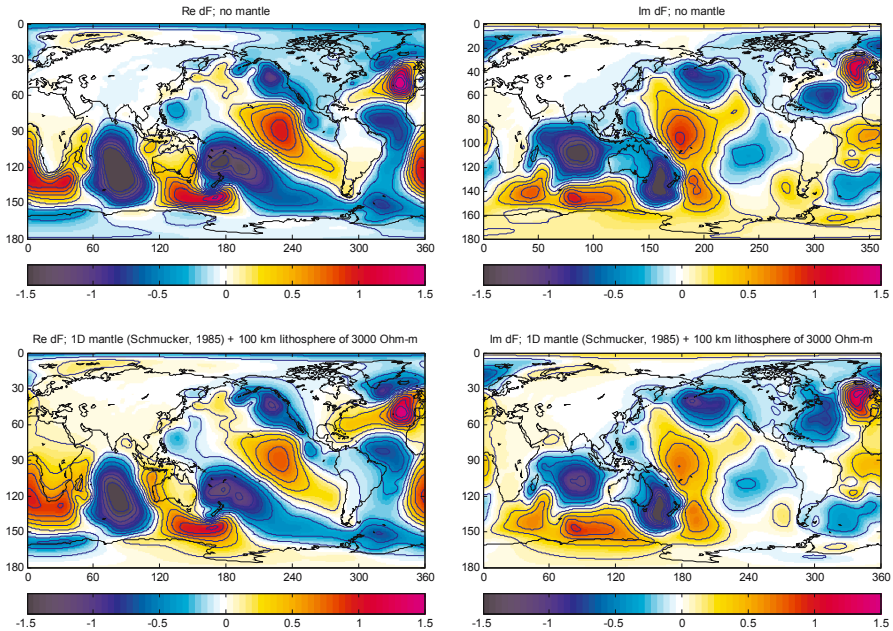 Re dF; no mantle
0
30
60
90
120
150
180
0 60 120 180 240 300 360
-1.5 -1 -0.5 0 0.5 1 1.5
Im dF; no mantle
0
20
40
60
80
100
120
140
160
180
0 50 100 150 200 250 300 350
-1.5 -1 -0.5 0 0.5 1 1.5
Re dF; 1D mantle (Schmucker, 1985) + 100 km lithosphere of 3000 Ohm-m
0
30
60
90
120
150
180
0 60 120 180 240 300 360
-1.5 -1 -0.5 0 0.5 1 1.5
Im dF; 1D mantle (Schmucker, 1985) + 100 km lithosphere of 3000 Ohm-m
0
30
60
90
120
150
180
0 60 120 180 240 300 360
-1.5 -1 -0.5 0 0.5 1 1.5